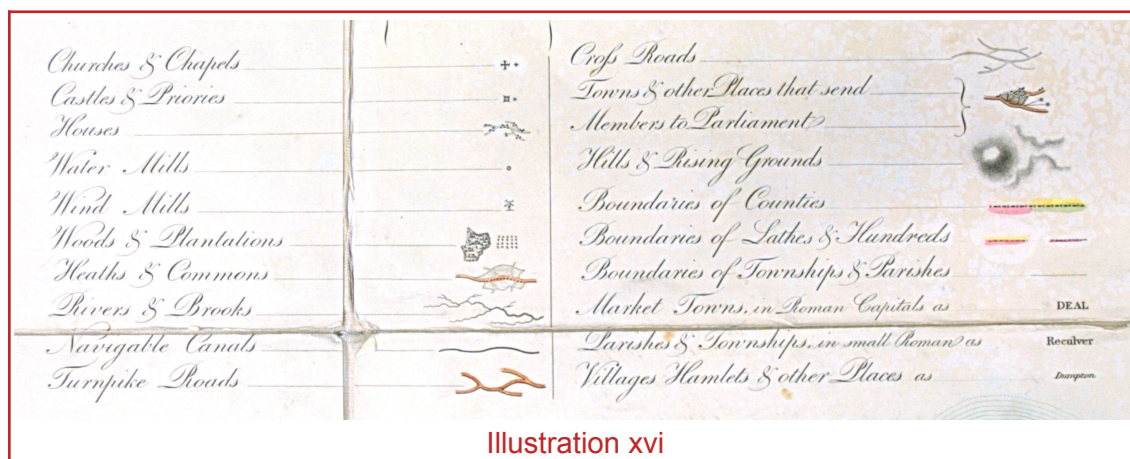 Churches & Chapels
Castles & Priories
Houses
Water Mills
Wind Mills
Woods & Plantations
Heaths & Commons
Rivers & Brooks
Navigable Canals
Turnpike Roads
Croſs Roads
Towns & other Places that send
Members to Parliament
Hills & Rising Grounds
Boundaries of Counties
Boundaries of Lathes & Hundreds
Boundaries of Townships & Parishes
Market Towns, in Roman Capitals as DEAL
Parishes & Townships, in small Roman as Reculver
Villages Hamlets & other Places as Dumpton
Illustration xvi